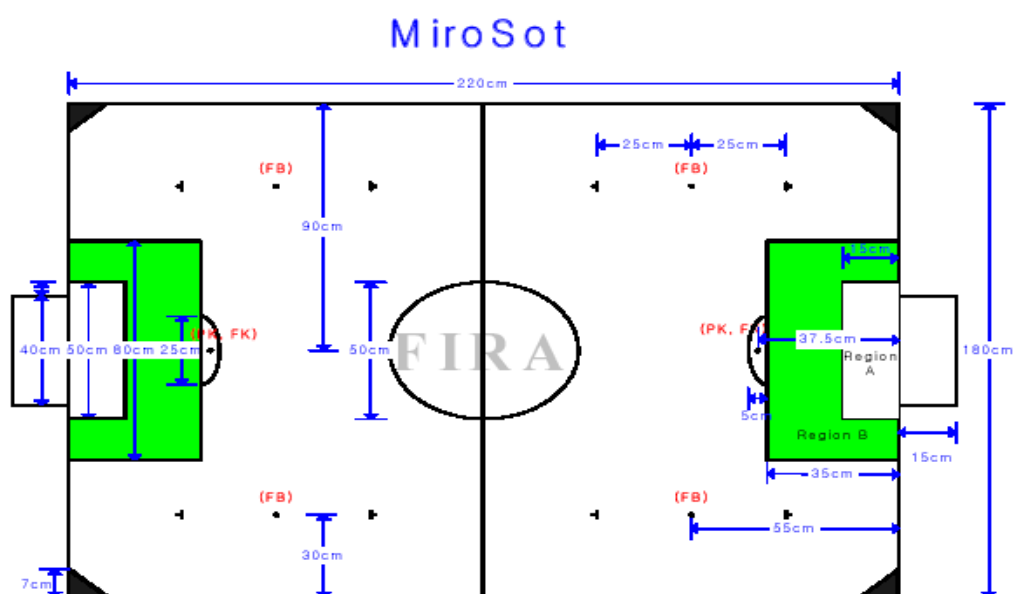 MiroSot
220cm
25cm 25cm
(FB) (FB)
90cm
15cm
(PK, FK) (PK, F
40cm 50cm 80cm 25cm 50cm FIRA 37.5cm 180cm
Region
A
5cm
Region B
15cm
35cm
(FB) (FB)
55cm
30cm
7cm